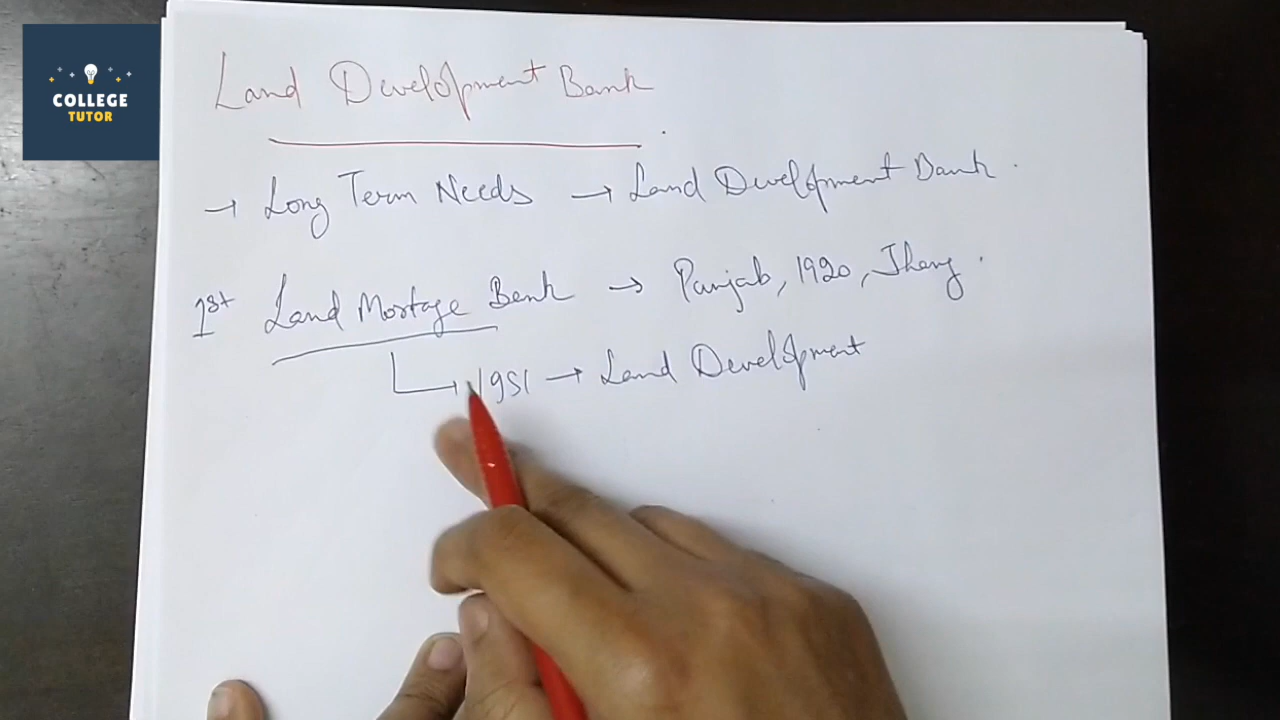 COLLEGE
TUTOR
Land Development Bank
→ Long Term Needs → Land Development Bank.
1st Land Mortage Bank → Punjab, 1920, Jhang.
→ 1951 → Land Development